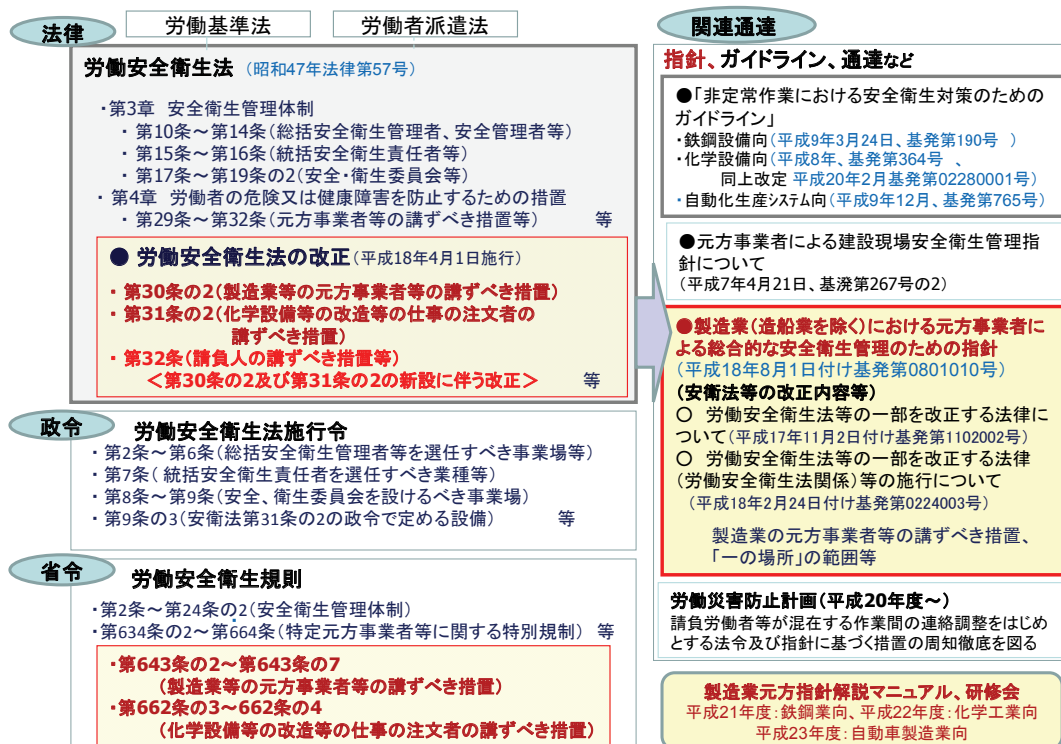 法律
労働基準法
労働者派遣法
労働安全衛生法 (昭和47年法律第57号)
・第3章 安全衛生管理体制
・第10条～第14条(総括安全衛生管理者、安全管理者等)
・第15条～第16条(統括安全衛生責任者等)
・第17条～第19条の2(安全・衛生委員会等)
・第4章 労働者の危険又は健康障害を防止するための措置
・第29条～第32条(元方事業者等の講ずべき措置等) 等
● 労働安全衛生法の改正(平成18年4月1日施行)
・第30条の2(製造業等の元方事業者等の講ずべき措置)
・第31条の2(化学設備等の改造等の仕事の注文者の
講ずべき措置)
・第32条(請負人の講ずべき措置等)
＜第30条の2及び第31条の2の新設に伴う改正＞ 等
政令
労働安全衛生法施行令
・第2条～第6条(総括安全衛生管理者等を選任すべき事業場等)
・第7条( 統括安全衛生責任者を選任すべき業種等)
・第8条～第9条(安全、衛生委員会を設けるべき事業場)
・第9条の3(安衛法第31条の2の政令で定める設備) 等
省令
労働安全衛生規則
・第2条～第24条の2(安全衛生管理体制)
・第634条の2～第664条(特定元方事業者等に関する特別規制) 等
・第643条の2～第643条の7
(製造業等の元方事業者等の講ずべき措置)
・第662条の3～662条の4
(化学設備等の改造等の仕事の注文者の講ずべき措置)
関連通達
指針、ガイドライン、通達など
●「非定常作業における安全衛生対策のための
ガイドライン」
・鉄鋼設備向(平成9年3月24日、基発第190号 )
・化学設備向(平成8年、基発第364号 、
同上改定 平成20年2月基発第02280001号)
・自動化生産システム向(平成9年12月、基発第765号)
●元方事業者による建設現場安全衛生管理指
針について
(平成7年4月21日、基発第267号の2)
●製造業(造船業を除く)における元方事業者に
よる総合的な安全衛生管理のための指針
(平成18年8月1日付け基発第0801010号)
(安衛法等の改正内容等)
○ 労働安全衛生法等の一部を改正する法律に
ついて(平成17年11月2日付け基発第1102002号)
○ 労働安全衛生法等の一部を改正する法律
(労働安全衛生法関係)等の施行について
(平成18年2月24日付け基発第0224003号)
製造業の元方事業者等の講ずべき措置、
「一の場所」の範囲等
労働災害防止計画(平成20年度～)
請負労働者等が混在する作業間の連絡調整をはじめ
とする法令及び指針に基づく措置の周知徹底を図る
製造業元方指針解説マニュアル、研修会
平成21年度：鉄鋼業向、平成22年度：化学工業向
平成23年度：自動車製造業向